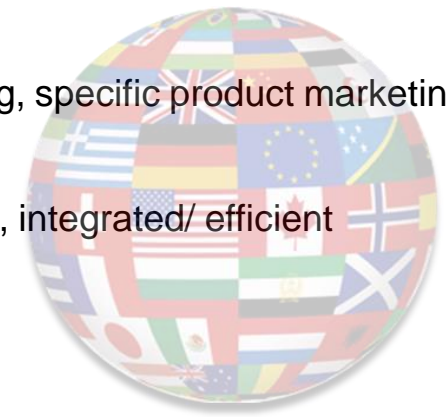 g, specific product marketin
, integrated/ efficient